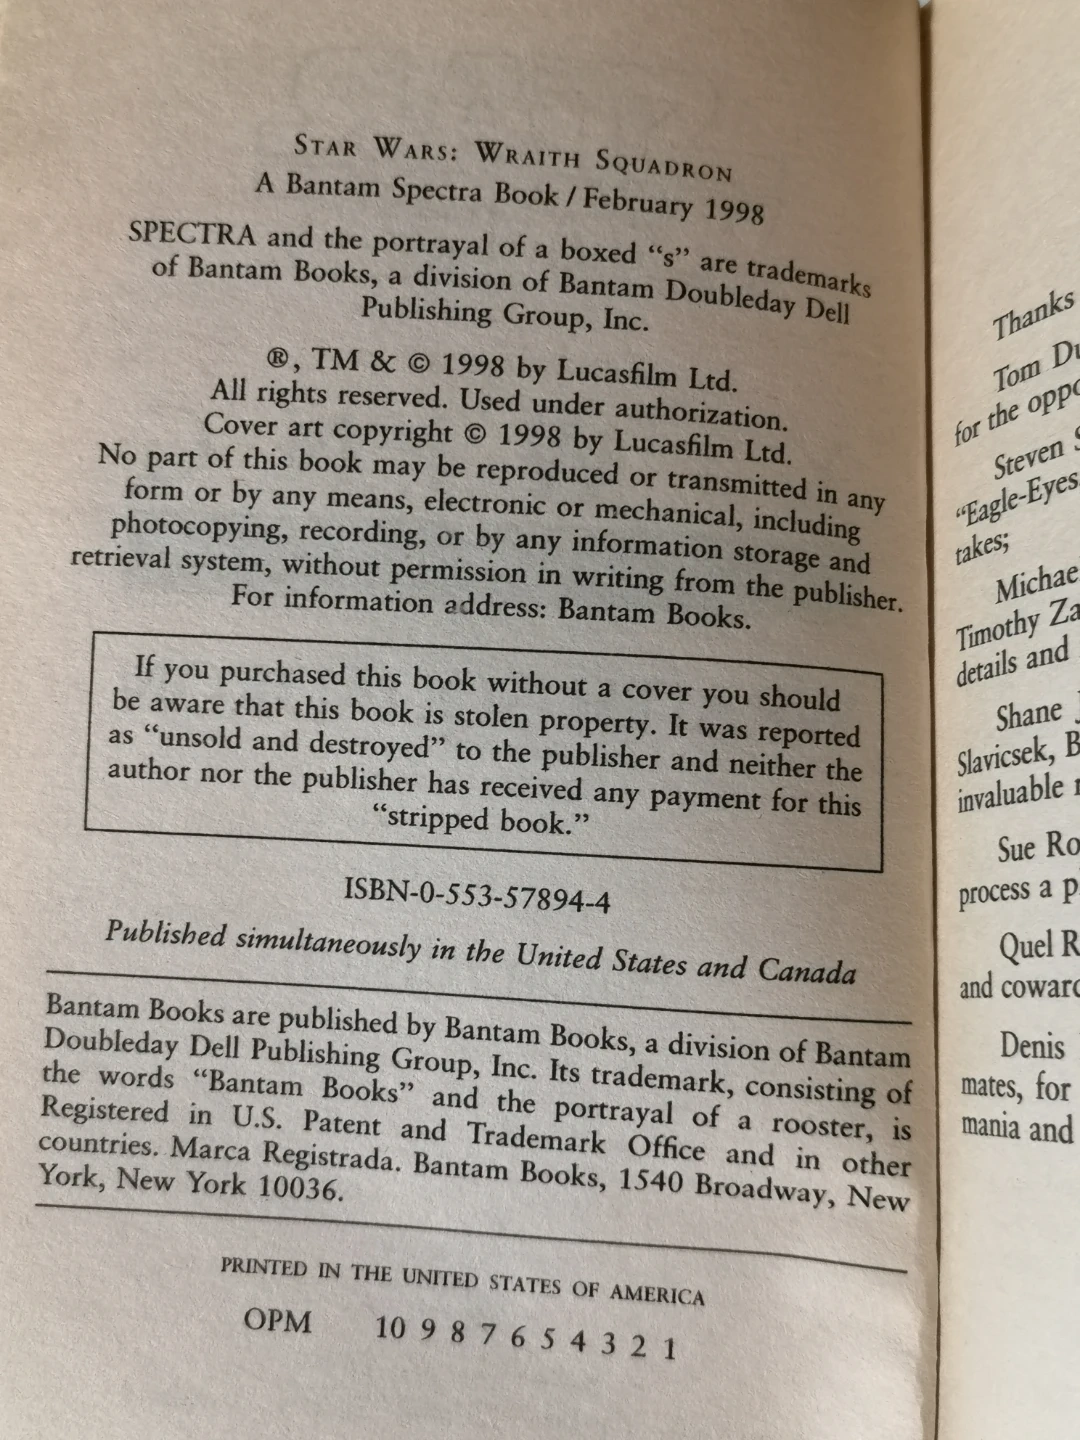 STAR WARS: WRAITH SQUADRON
A Bantam Spectra Book / February 1998
SPECTRA and the portrayal of a boxed “s” are trademarks
of Bantam Books, a division of Bantam Doubleday Dell
Publishing Group, Inc.
®, TM & © 1998 by Lucasfilm Ltd.
All rights reserved. Used under authorization.
Cover art copyright © 1998 by Lucasfilm Ltd.
No part of this book may be reproduced or transmitted in any
form or by any means, electronic or mechanical, including
photocopying, recording, or by any information storage and
retrieval system, without permission in writing from the publisher.
For information address: Bantam Books.
If you purchased this book without a cover you should
be aware that this book is stolen property. It was reported
as “unsold and destroyed” to the publisher and neither the
author nor the publisher has received any payment for this
“stripped book.”
ISBN-0-553-57894-4
Published simultaneously in the United States and Canada
Bantam Books are published by Bantam Books, a division of Bantam
Doubleday Dell Publishing Group, Inc. Its trademark, consisting of
the words “Bantam Books” and the portrayal of a rooster, is
Registered in U.S. Patent and Trademark Office and in other
countries. Marca Registrada. Bantam Books, 1540 Broadway, New
York, New York 10036.
PRINTED IN THE UNITED STATES OF AMERICA
OPM 10 9 8 7 6 5 4 3 2 1
Thanks
Tom
for the
Steven
“Eagle-Eyes
takes;
Timothy
details and
Shane
Slavicsek,
invaluable
Sue
process a
Quel
and
Denis
mates, for
mania and